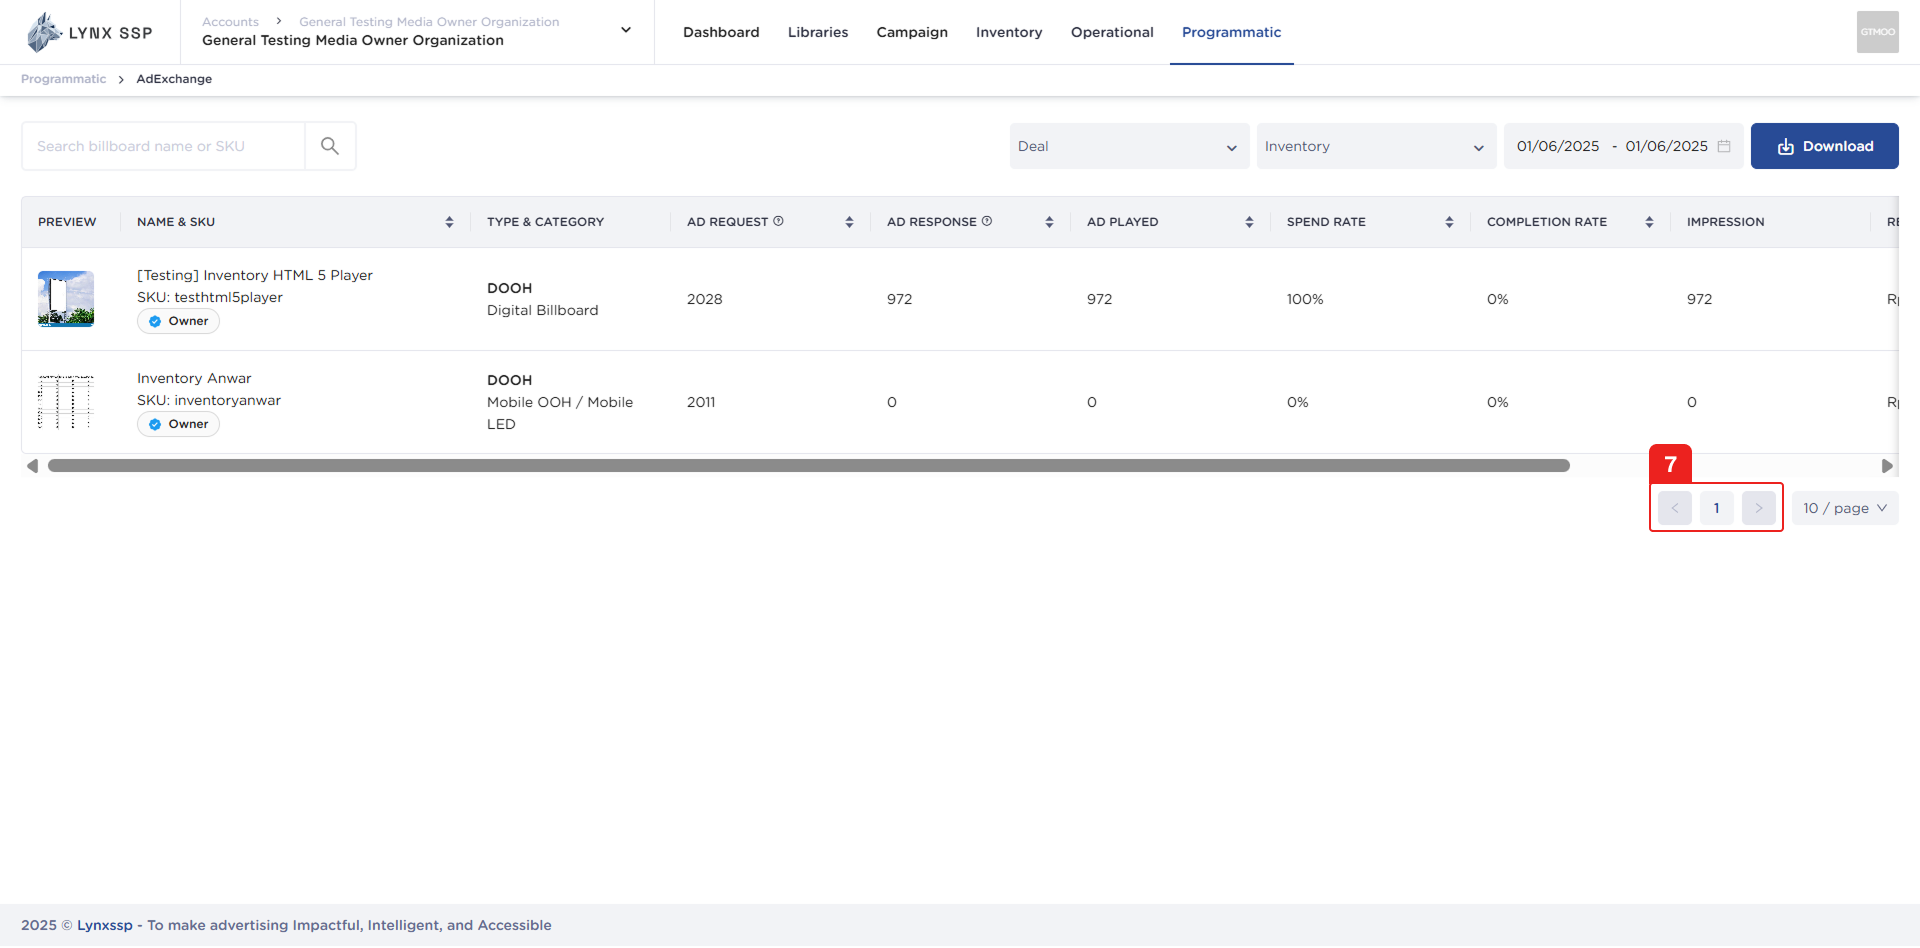 LYNX SSP
Accounts > General Testing Media Owner Organization
General Testing Media Owner Organization
Dashboard Libraries Campaign Inventory Operational Programmatic
GTMOO
Programmatic > AdExchange
Search billboard name or SKU
Deal
Inventory
01/06/2025 - 01/06/2025
Download
PREVIEW NAME & SKU TYPE & CATEGORY AD REQUEST AD RESPONSE AD PLAYED SPEND RATE COMPLETION RATE IMPRESSION
[Testing] Inventory HTML 5 Player
SKU: testhtml5player
Owner
DOOH
Digital Billboard
2028 972 972 100% 0% 972
Inventory Anwar
SKU: inventoryanwar
Owner
DOOH
Mobile OOH / Mobile
LED
2011 0 0 0% 0% 0
7
< 1 >
10 / page
2025 © Lynxssp - To make advertising Impactful, Intelligent, and Accessible